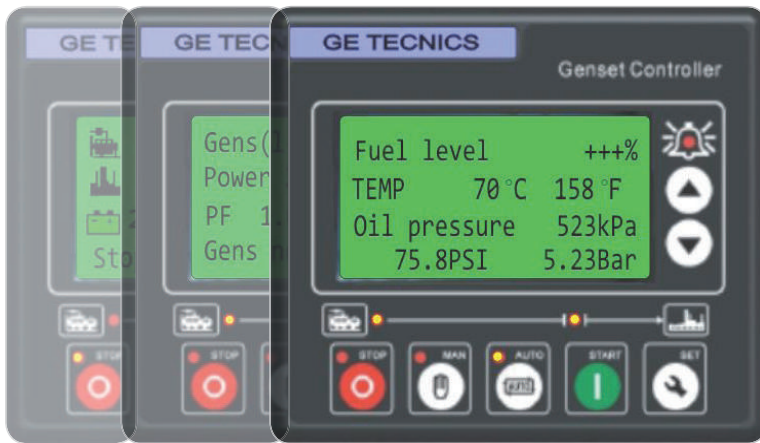 GE TE
GE TEC
GE TECNICS
Genset Controller
Gens(
Power
PF 1.
Gens
Sto
Fuel level +++%
TEMP 70°C 158°F
Oil pressure 523kPa
75.8PSI 5.23Bar
STOP
STOP
STOP
MAN
AUTO
START
SET